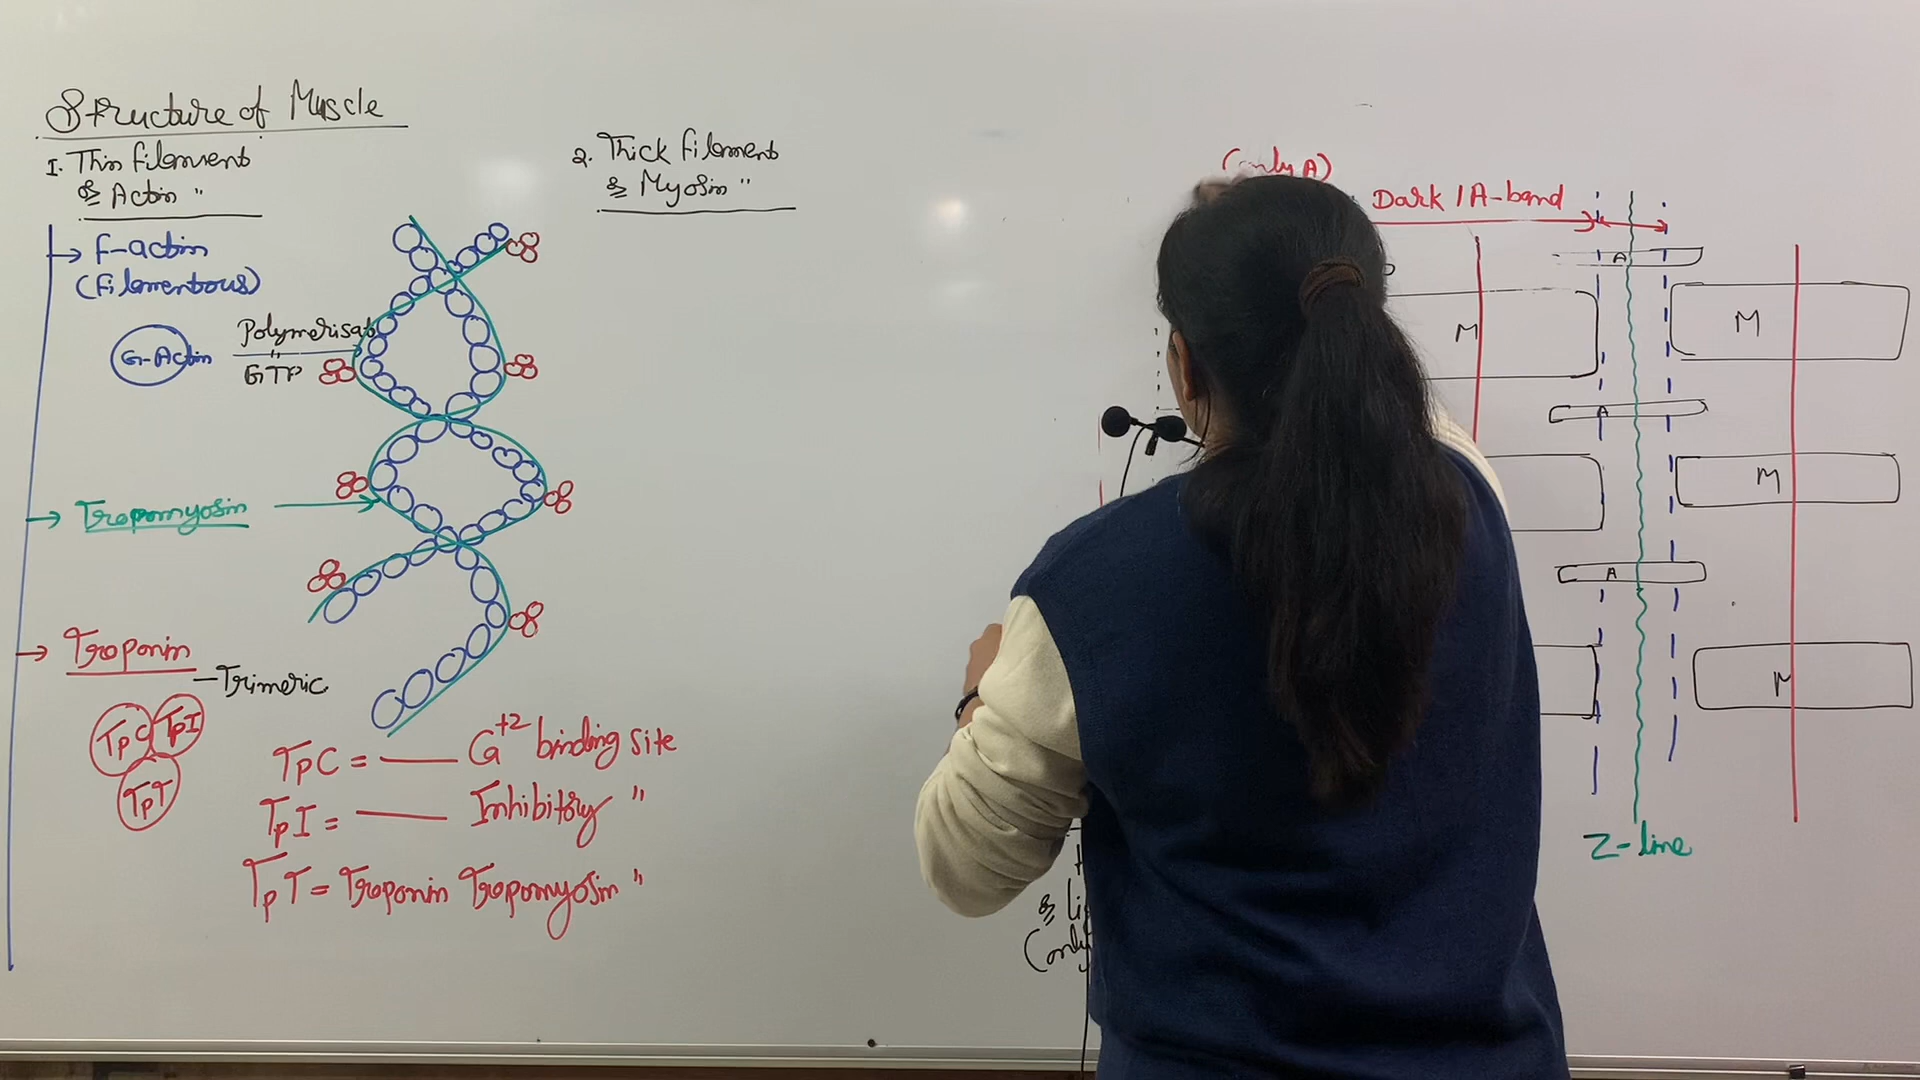 Structure of Muscle
1. Thin filament
& Actin "
→ F-actin
(Filamentous)
G-Actin
Polymerisat
GTP
→ Tropomyosin
→ Troponin
- Trimeric
TpC TpI
TpT
TpC = —— Ca+2 binding site
TpI = —— Inhibitory "
TpT = Troponin Tropomyosin "
2. Thick filament
& Myosin "
A)
Dark / A-band
A
M
M
A
M
A
M
Z-line
&